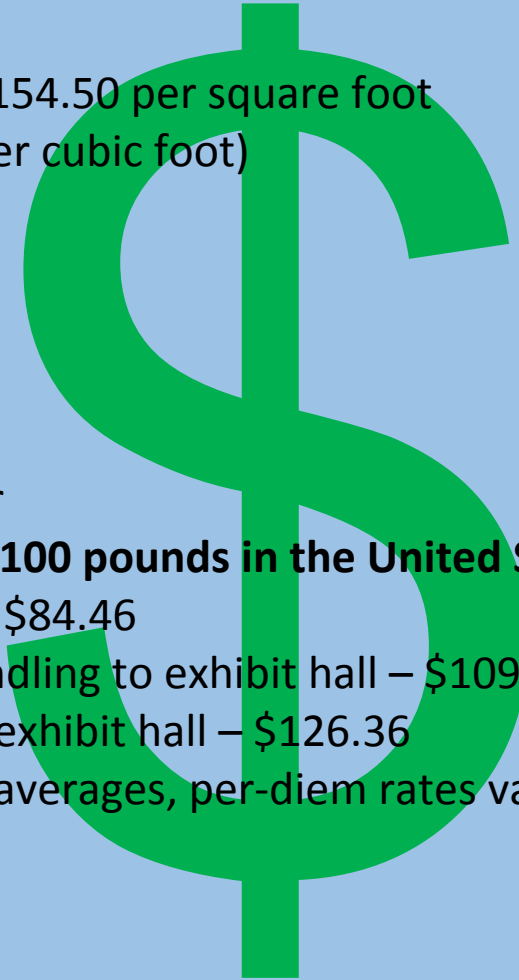 154.50 per square foot
er cubic foot)
100 pounds in the United S
$84.46
ndling to exhibit hall – $109
exhibit hall – $126.36
averages, per-diem rates va